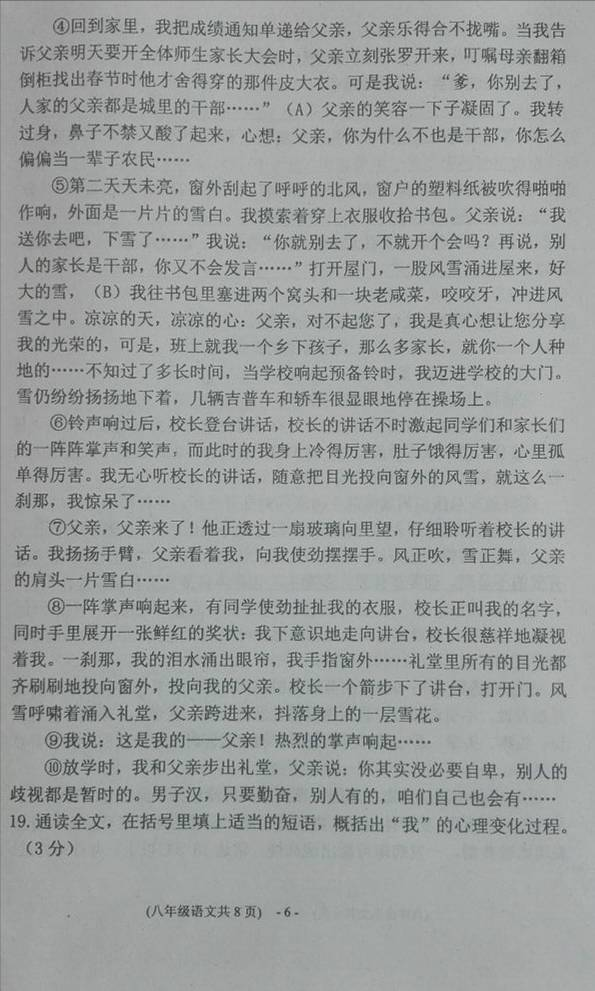 ④回到家里，我把成绩通知单递给父亲，父亲乐得合不拢嘴。当我告
诉父亲明天要开全体师生家长大会时，父亲立刻张罗开来，叮嘱母亲翻箱
倒柜找出春节时他才舍得穿的那件皮大衣。可是我说：“爹，你别去了，
人家的父亲都是城里的干部……”（A）父亲的笑容一下子凝固了。我转
过身，鼻子不禁又酸了起来，心想：父亲，你为什么不也是干部，你怎么
偏偏当一辈子农民……
⑤第二天天未亮，窗外刮起了呼呼的北风，窗户的塑料纸被吹得啪啪
作响，外面是一片片的雪白。我摸索着穿上衣服收拾书包。父亲说：“我
送你去吧，下雪了……”我说：“你就别去了，不就开个会吗？再说，别
人的家长是干部，你又不会发言……”打开屋门，一股风雪涌进屋来，好
大的雪，（B）我往书包里塞进两个窝头和一块老咸菜，咬咬牙，冲进风
雪之中。凉凉的天，凉凉的心：父亲，对不起您了，我是真心想让您分享
我的光荣的，可是，班上就我一个乡下孩子，那么多家长，就你一个人种
地的……不知过了多长时间，当学校响起预备铃时，我迈进学校的大门。
雪仍纷纷扬扬地下着，几辆吉普车和轿车很显眼地停在操场上。
⑥铃声响过后，校长登台讲话，校长的讲话不时激起同学们和家长们
的一阵阵掌声和笑声，而此时的我身上冷得厉害，肚子饿得厉害，心里孤
单得厉害。我无心听校长的讲话，随意把目光投向窗外的风雪，就这么一
刹那，我惊呆了……
⑦父亲，父亲来了！他正透过一扇玻璃向里望，仔细聆听着校长的讲
话。我扬扬手臂，父亲看着我，向我使劲摆摆手。风正吹，雪正舞，父亲
的肩头一片雪白……
⑧一阵掌声响起来，有同学使劲扯扯我的衣服，校长正叫我的名字，
同时手里展开一张鲜红的奖状：我下意识地走向讲台，校长很慈祥地凝视
着我。一刹那，我的泪水涌出眼帘，我手指窗外……礼堂里所有的目光都
齐刷刷地投向窗外，投向我的父亲。校长一个箭步下了讲台，打开门。风
雪呼啸着涌入礼堂，父亲跨进来，抖落身上的一层雪花。
⑨我说：这是我的——父亲！热烈的掌声响起……
⑩放学时，我和父亲步出礼堂，父亲说：你其实没必要自卑，别人的
歧视都是暂时的。男子汉，只要勤奋，别人有的，咱们自己也会有……
19.通读全文，在括号里填上适当的短语，概括出“我”的心理变化过程。
（3分）
(八年级语文共8页) -6-